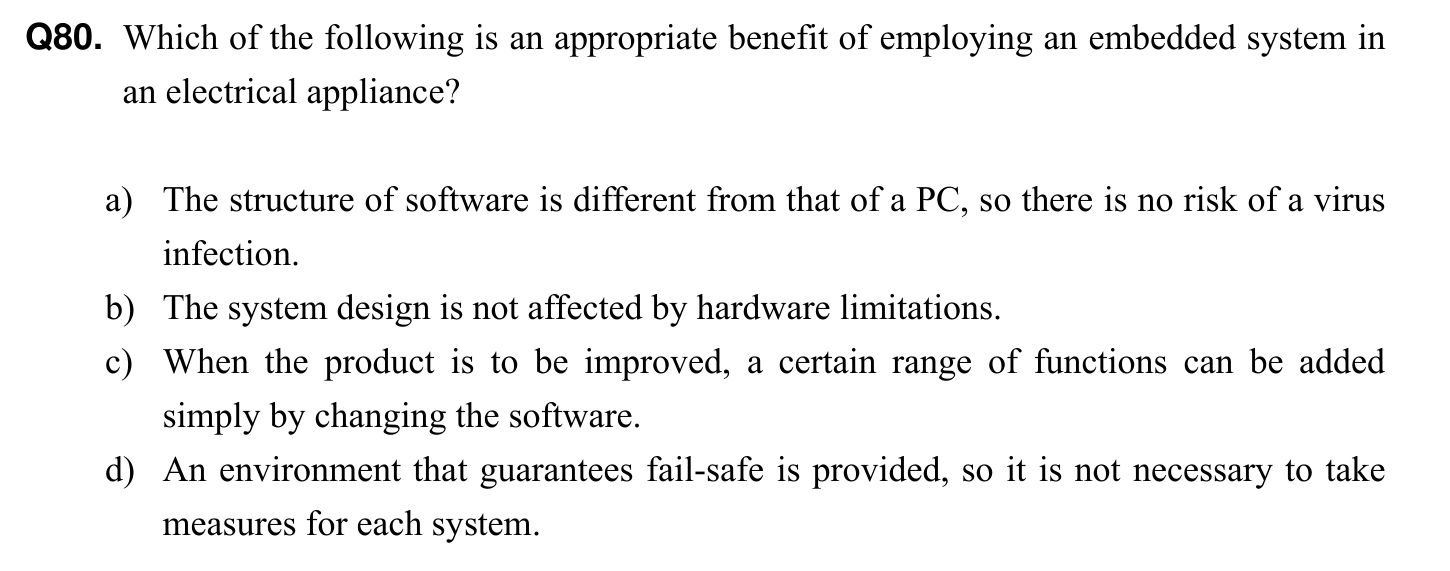 Q80. Which of the following is an appropriate benefit of employing an embedded system in
an electrical appliance?
a) The structure of software is different from that of a PC, so there is no risk of a virus
infection.
b) The system design is not affected by hardware limitations.
c) When the product is to be improved, a certain range of functions can be added
simply by changing the software.
d) An environment that guarantees fail-safe is provided, so it is not necessary to take
measures for each system.